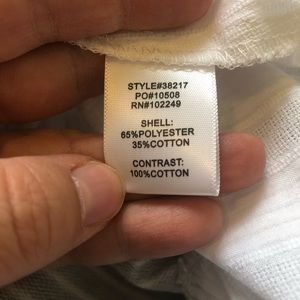 STYLE#38217
PO#10508
RN#102249
SHELL:
65%POLYESTER
35%COTTON
CONTRAST:
100%COTTON